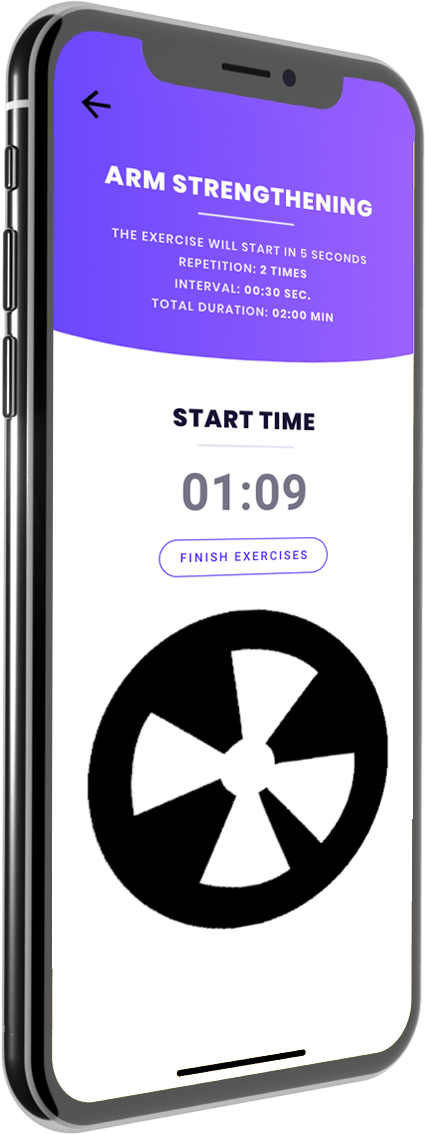 ARM STRENGTHENING
THE EXERCISE WILL START IN 5 SECONDS
REPETITION: 2 TIMES
INTERVAL: 00:30 SEC.
TOTAL DURATION: 02:00 MIN
START TIME
01:09
FINISH EXERCISES